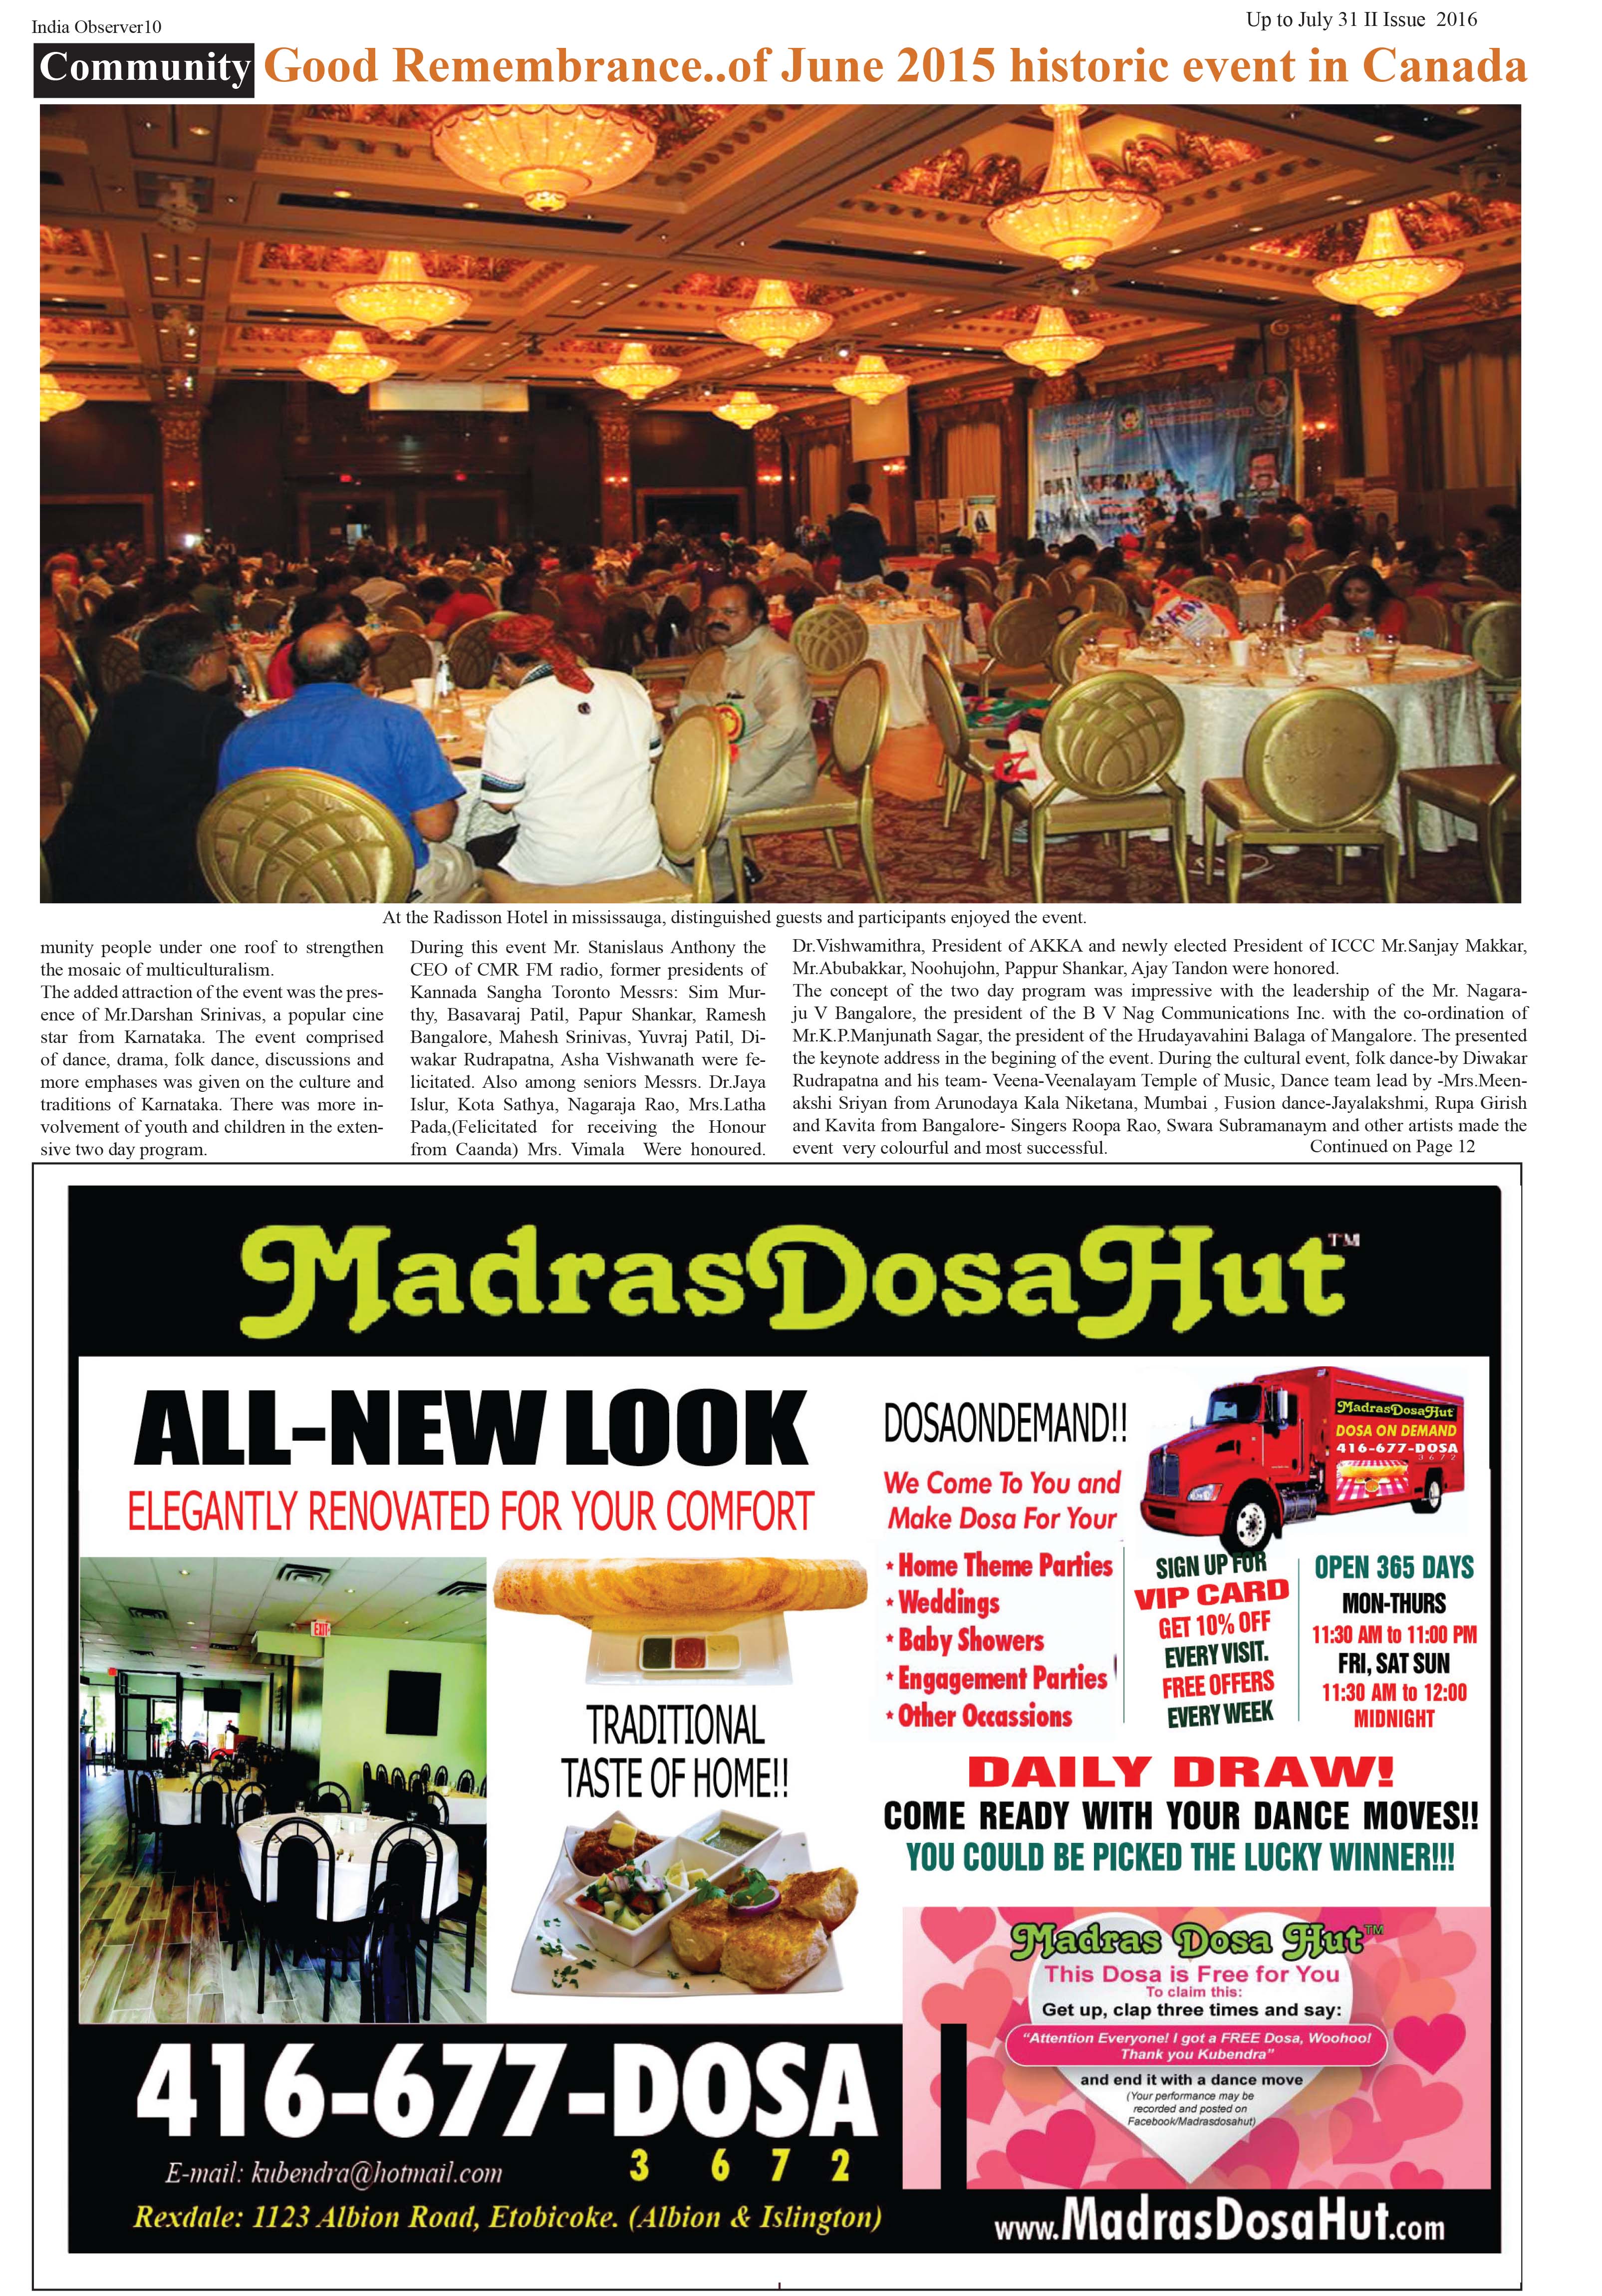 India Observer10
Up to July 31 II Issue 2016
Community
Good Remembrance..of June 2015 historic event in Canada
At the Radisson Hotel in mississauga, distinguished guests and participants enjoyed the event.
munity people under one roof to strengthen
the mosaic of multiculturalism.
The added attraction of the event was the pres-
ence of Mr.Darshan Srinivas, a popular cine
star from Karnataka. The event comprised
of dance, drama, folk dance, discussions and
more emphases was given on the culture and
traditions of Karnataka. There was more in-
volvement of youth and children in the exten-
sive two day program.
During this event Mr. Stanislaus Anthony the
CEO of CMR FM radio, former presidents of
Kannada Sangha Toronto Messrs: Sim Mur-
thy, Basavaraj Patil, Papur Shankar, Ramesh
Bangalore, Mahesh Srinivas, Yuvraj Patil, Di-
wakar Rudrapatna, Asha Vishwanath were fe-
licitated. Also among seniors Messrs. Dr.Jaya
Islur, Kota Sathya, Nagaraja Rao, Mrs.Latha
Pada,(Felicitated for receiving the Honour
from Caanda) Mrs. Vimala Were honoured.
Dr.Vishwamithra, President of AKKA and newly elected President of ICCC Mr.Sanjay Makkar,
Mr.Abubakkar, Noohujohn, Pappur Shankar, Ajay Tandon were honored.
The concept of the two day program was impressive with the leadership of the Mr. Nagara-
ju V Bangalore, the president of the B V Nag Communications Inc. with the co-ordination of
Mr.K.P.Manjunath Sagar, the president of the Hrudayavahini Balaga of Mangalore. The presented
the keynote address in the begining of the event. During the cultural event, folk dance-by Diwakar
Rudrapatna and his team- Veena-Veenalayam Temple of Music, Dance team lead by -Mrs.Meen-
akshi Sriyan from Arunodaya Kala Niketana, Mumbai , Fusion dance-Jayalakshmi, Rupa Girish
and Kavita from Bangalore- Singers Roopa Rao, Swara Subramanaym and other artists made the
event very colourful and most successful.
Continued on Page 12
MadrasDosaHut™
ALL-NEW LOOK
ELEGANTLY RENOVATED FOR YOUR COMFORT
EXIT
TRADITIONAL
TASTE OF HOME!!
DOSAONDEMAND!!
We Come To You and
Make Dosa For Your
* Home Theme Parties
* Weddings
* Baby Showers
* Engagement Parties
* Other Occassions
MadrasDosaHut
DOSA ON DEMAND
416-677-DOSA
3672
SIGN UP FOR
VIP CARD
GET 10% OFF
EVERY VISIT.
FREE OFFERS
EVERY WEEK
OPEN 365 DAYS
MON-THURS
11:30 AM to 11:00 PM
FRI, SAT SUN
11:30 AM to 12:00
MIDNIGHT
DAILY DRAW!
COME READY WITH YOUR DANCE MOVES!!
YOU COULD BE PICKED THE LUCKY WINNER!!!
Madras Dosa Hut™
This Dosa is Free for You
To claim this:
Get up, clap three times and say:
"Attention Everyone! I got a FREE Dosa, Woohoo!
Thank you Kubendra"
and end it with a dance move
(Your performance may be
recorded and posted on
Facebook/Madrasdosahut)
416-677-DOSA
3 6 7 2
E-mail: kubendra@hotmail.com
Rexdale: 1123 Albion Road, Etobicoke. (Albion & Islington)
www.MadrasDosaHut.com